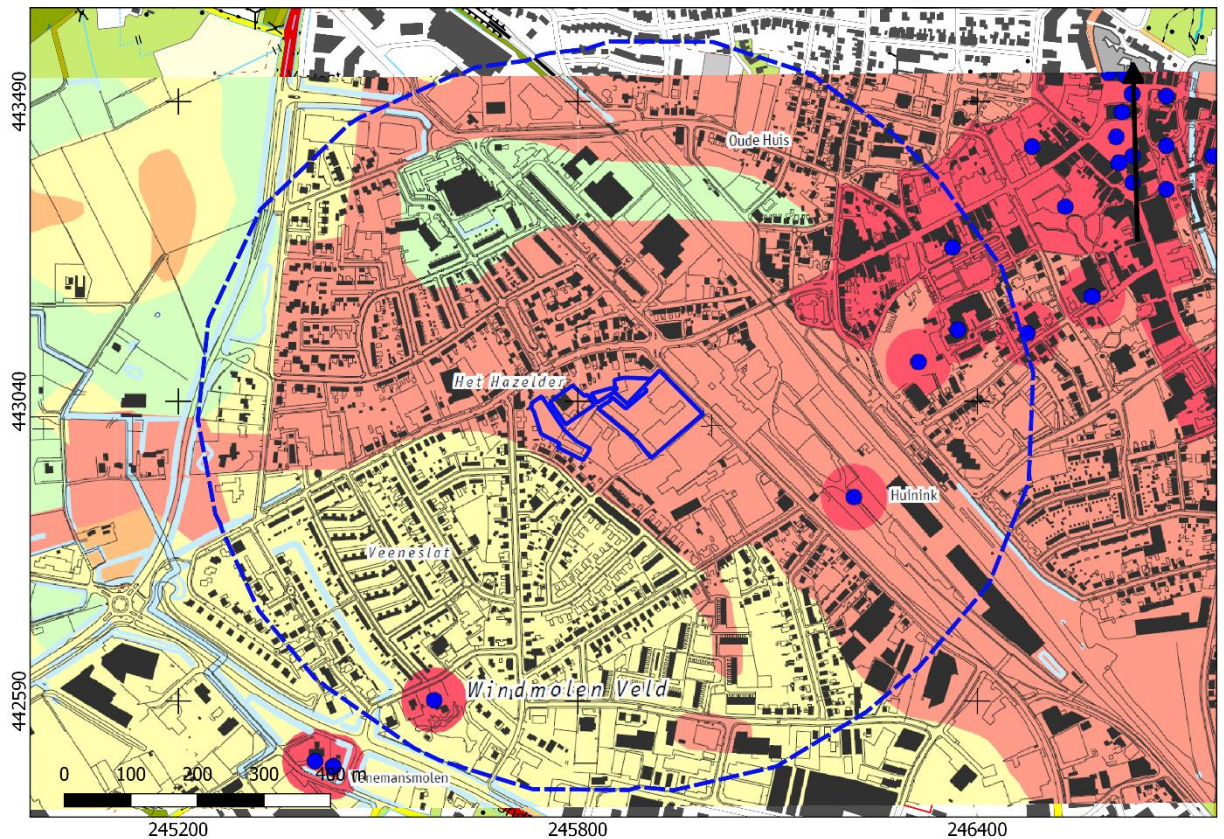 443490
Oude Huis
443040
Het Hazelder
Huinink
Veeneslat
442590
Windmolen Veld
0 100 200 300 400 m
245200 245800 246400